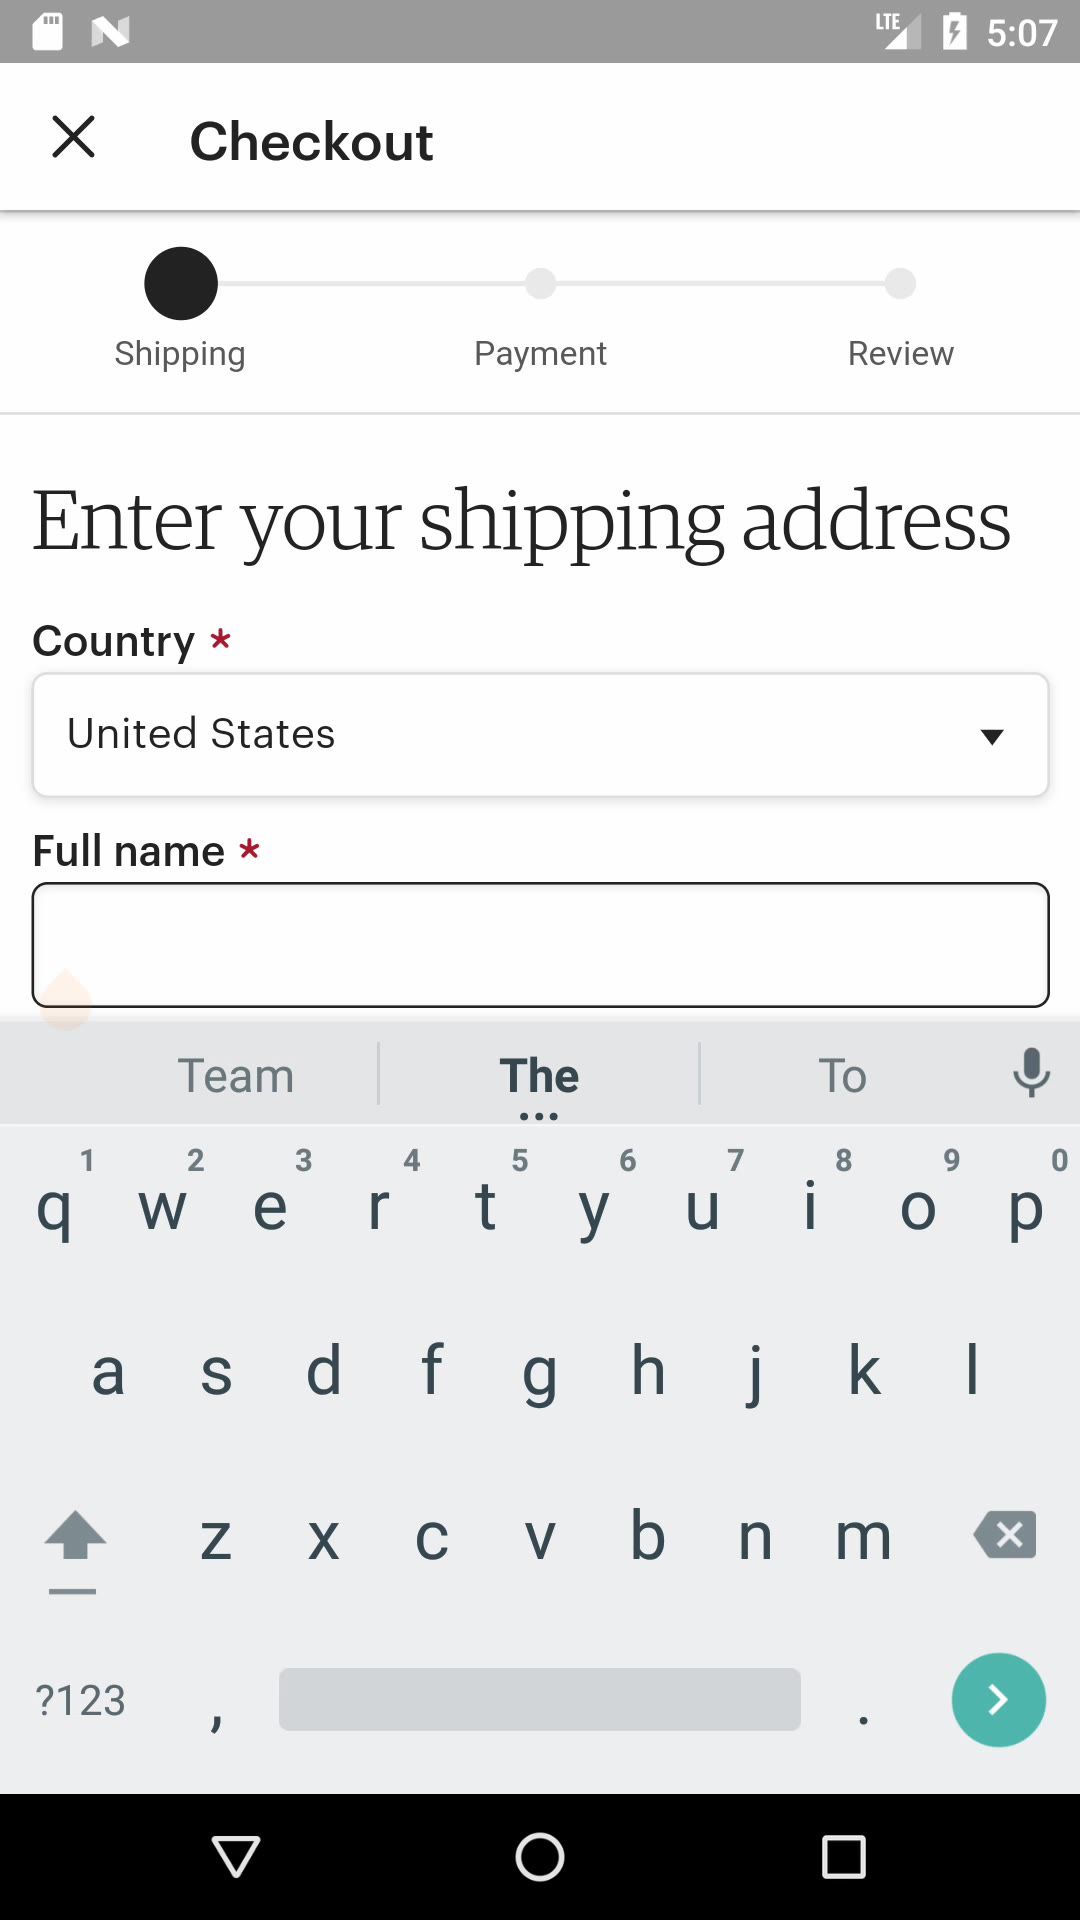 LTE 5:07
Checkout
Shipping Payment Review
Enter your shipping address
Country *
United States
Full name *
Team The To
1 2 3 4 5 6 7 8 9 0
q w e r t y u i o p
a s d f g h j k l
z x c v b n m
?123 , .